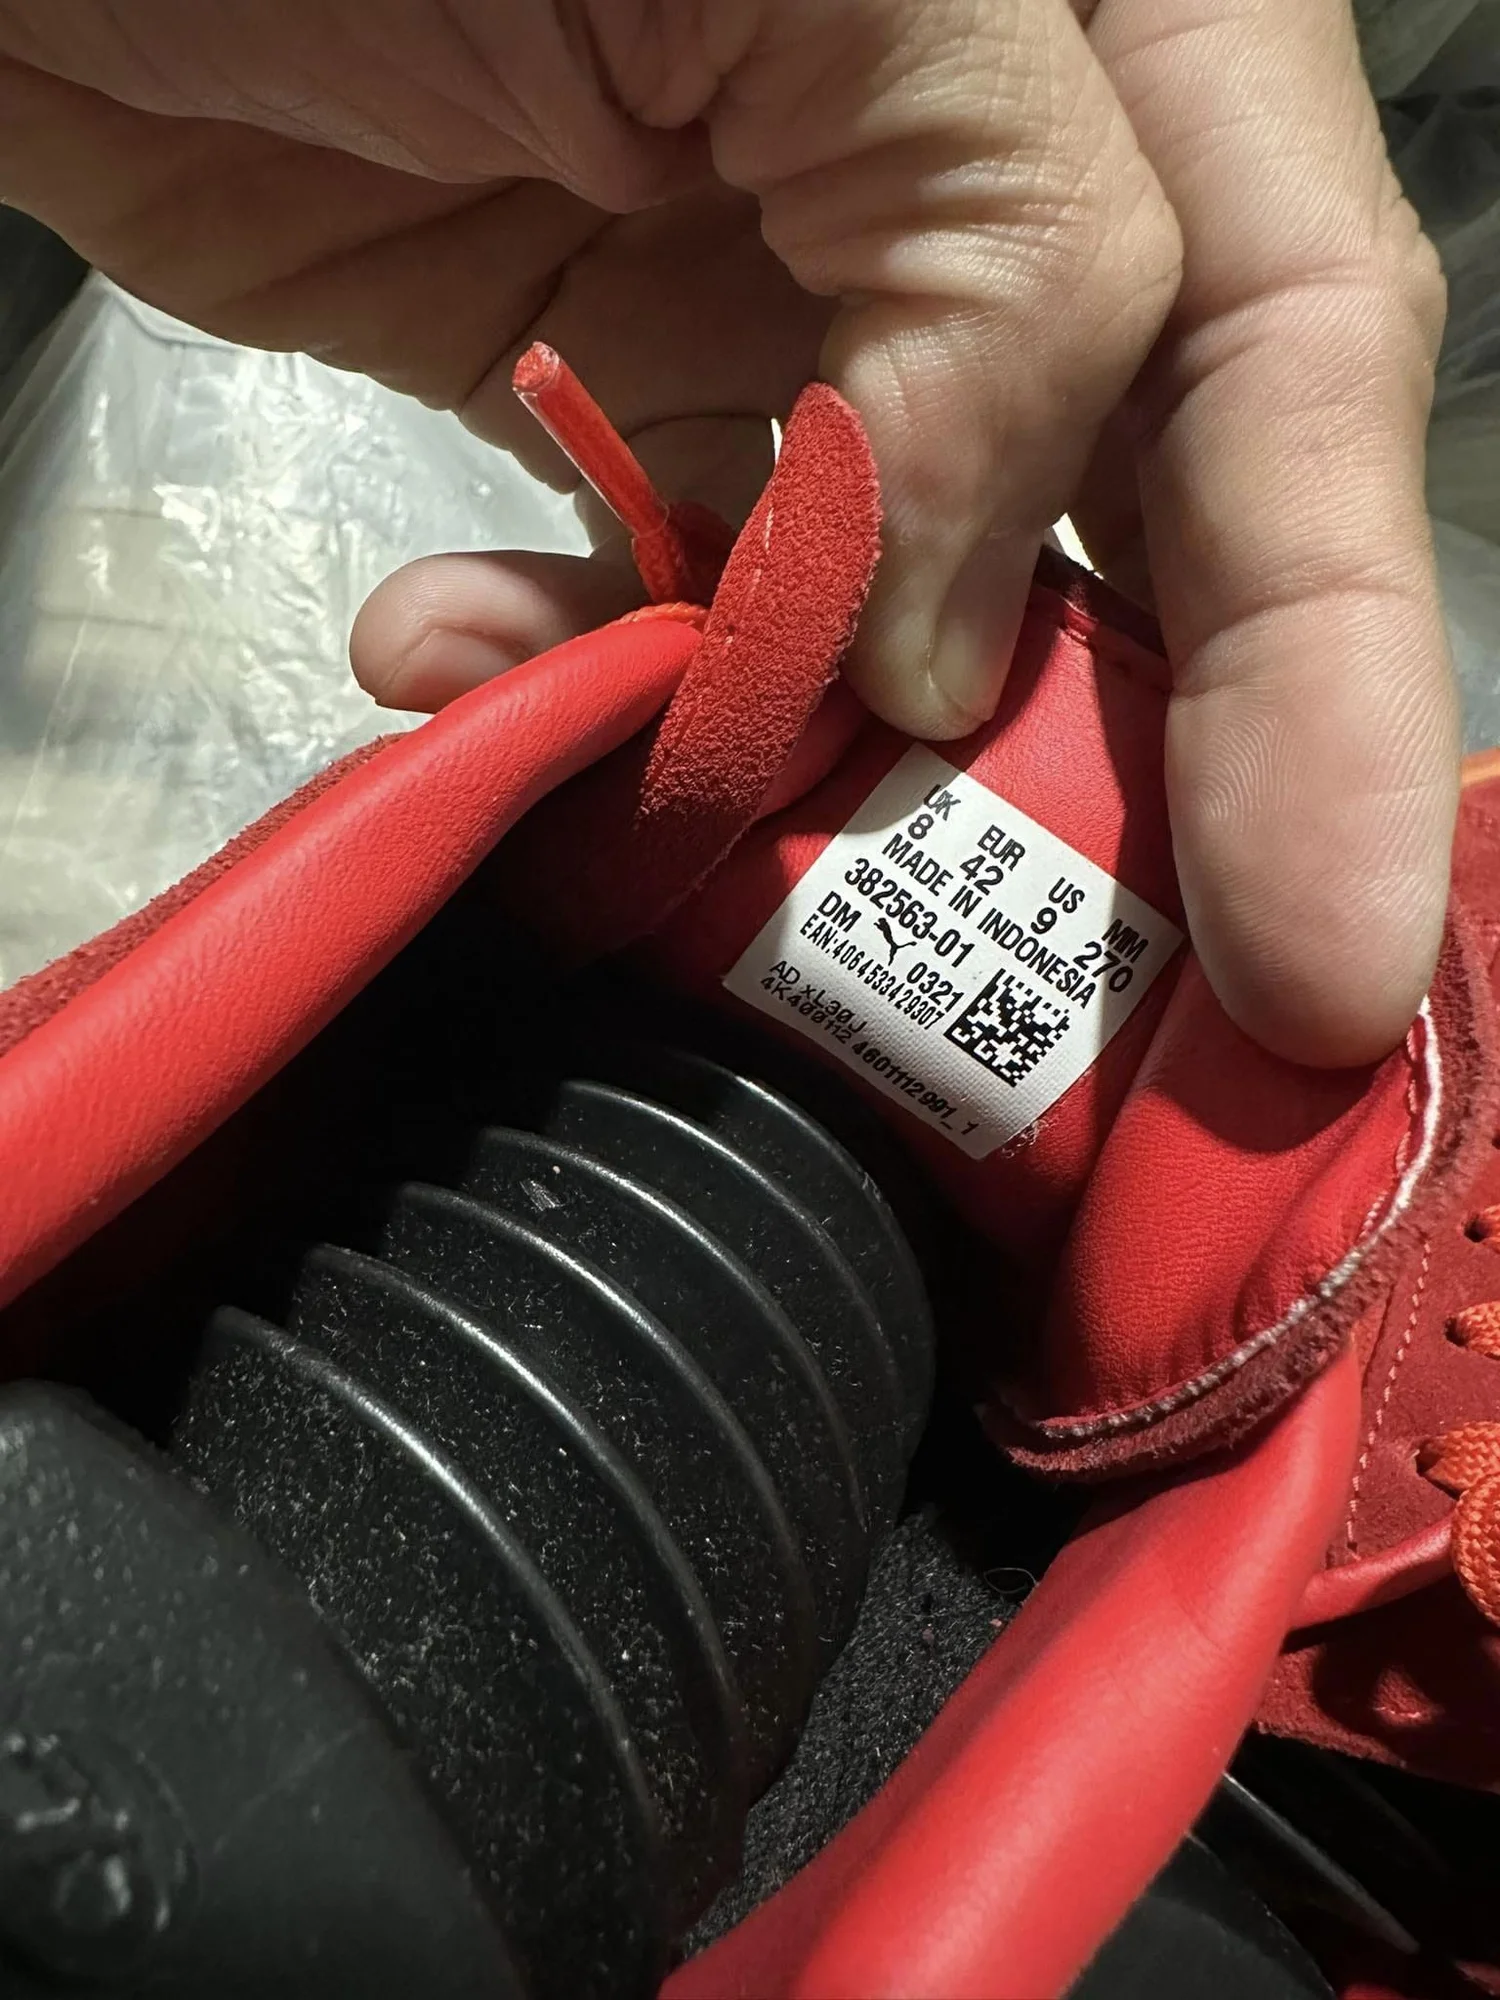 UK EUR US MM
8 42 9 270
MADE IN INDONESIA
382563-01
DM 0321
EAN:4064533429307
AD xL30J
4K400112 4601112991_1